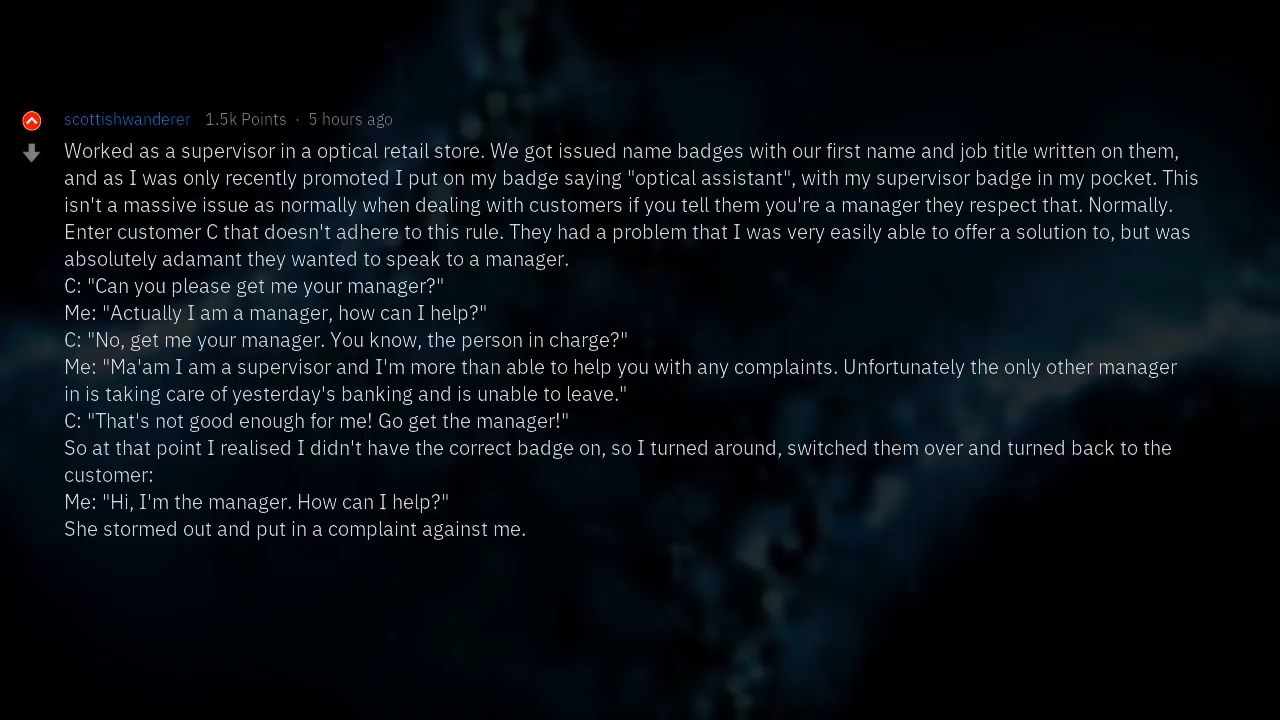 scottishwanderer 1.5k Points · 5 hours ago
Worked as a supervisor in a optical retail store. We got issued name badges with our first name and job title written on them,
and as I was only recently promoted I put on my badge saying "optical assistant", with my supervisor badge in my pocket. This
isn't a massive issue as normally when dealing with customers if you tell them you're a manager they respect that. Normally.
Enter customer C that doesn't adhere to this rule. They had a problem that I was very easily able to offer a solution to, but was
absolutely adamant they wanted to speak to a manager.
C: "Can you please get me your manager?"
Me: "Actually I am a manager, how can I help?"
C: "No, get me your manager. You know, the person in charge?"
Me: "Ma'am I am a supervisor and I'm more than able to help you with any complaints. Unfortunately the only other manager
in is taking care of yesterday's banking and is unable to leave."
C: "That's not good enough for me! Go get the manager!"
So at that point I realised I didn't have the correct badge on, so I turned around, switched them over and turned back to the
customer:
Me: "Hi, I'm the manager. How can I help?"
She stormed out and put in a complaint against me.